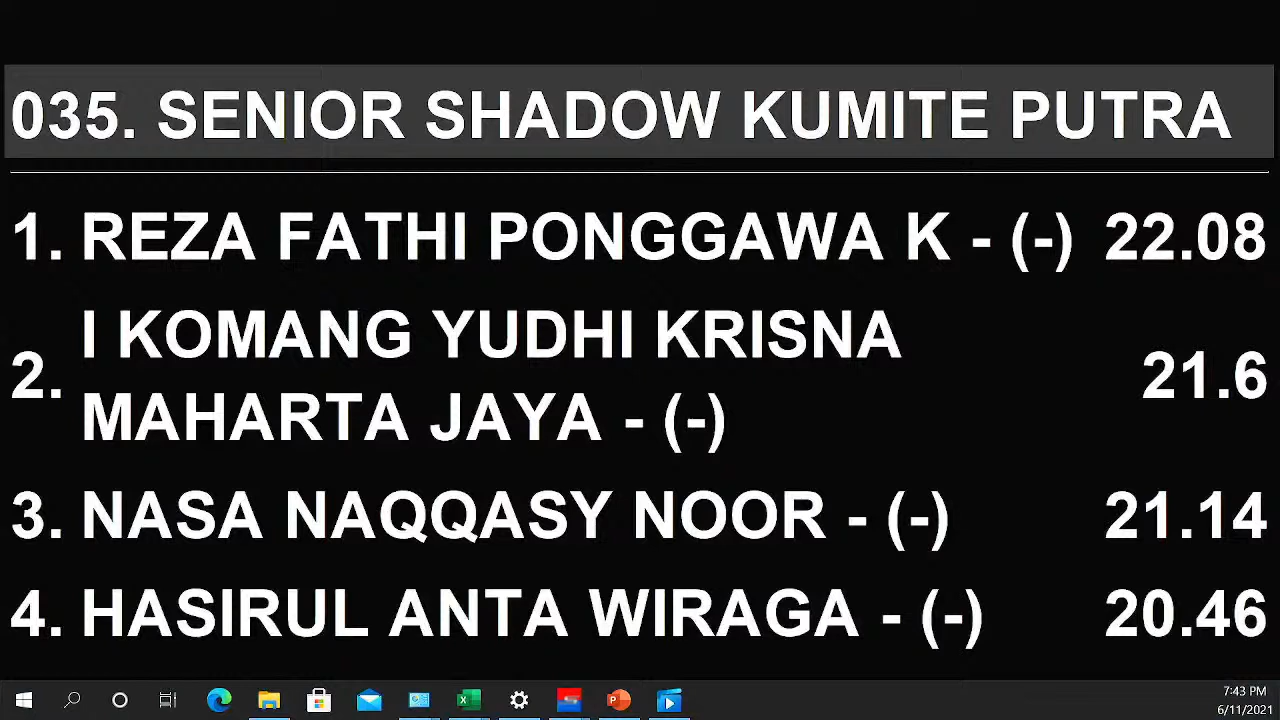 035. SENIOR SHADOW KUMITE PUTRA
1. REZA FATHI PONGGAWA K - (-) 22.08
2. I KOMANG YUDHI KRISNA
MAHARTA JAYA - (-) 21.6
3. NASA NAQQASY NOOR - (-) 21.14
4. HASIRUL ANTA WIRAGA - (-) 20.46
7:43 PM
6/11/2021